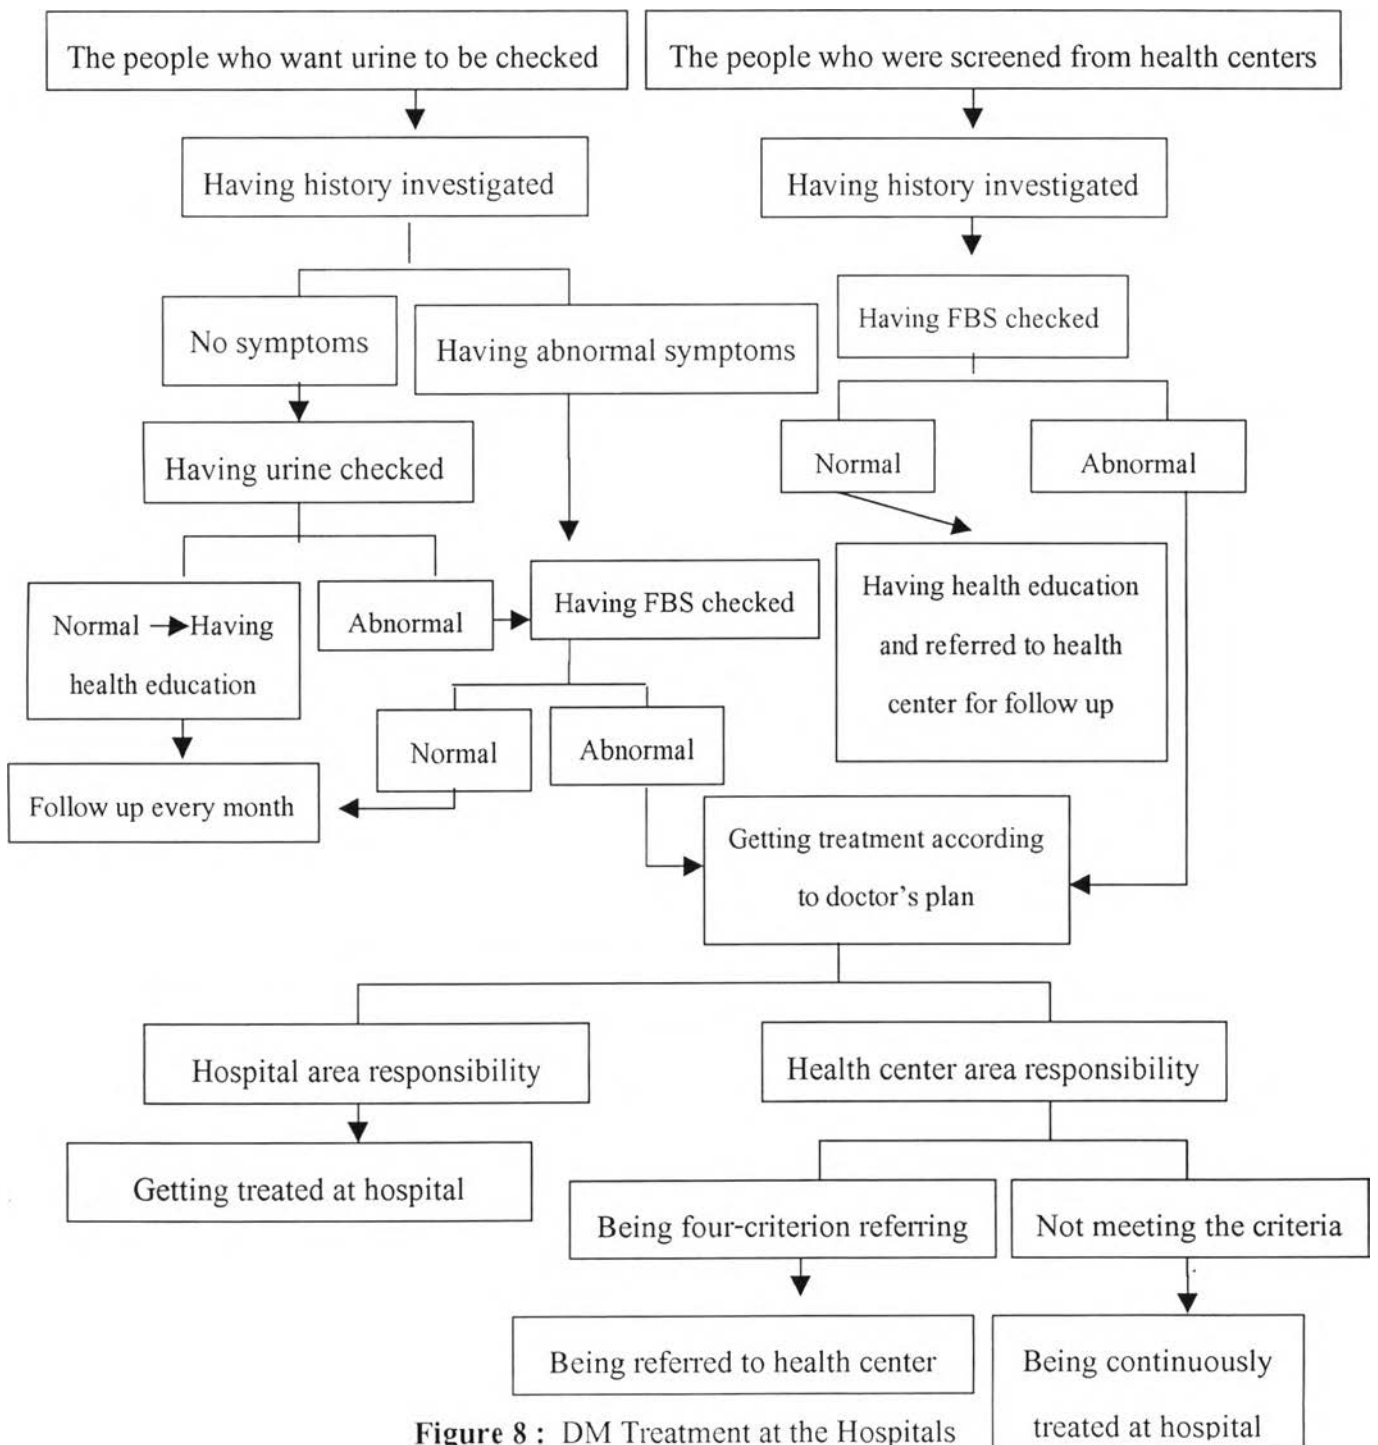 The people who want urine to be checked
The people who were screened from health centers
Having history investigated
Having history investigated
No symptoms
Having abnormal symptoms
Having FBS checked
Having urine checked
Normal
Abnormal
Normal
Having
health education
Abnormal
Having FBS checked
Having health education
and referred to health
center for follow up
Normal
Abnormal
Follow up every month
Getting treatment according
to doctor's plan
Hospital area responsibility
Health center area responsibility
Getting treated at hospital
Being four-criterion referring
Not meeting the criteria
Being referred to health center
Being continuously
treated at hospital
Figure 8 : DM Treatment at the Hospitals